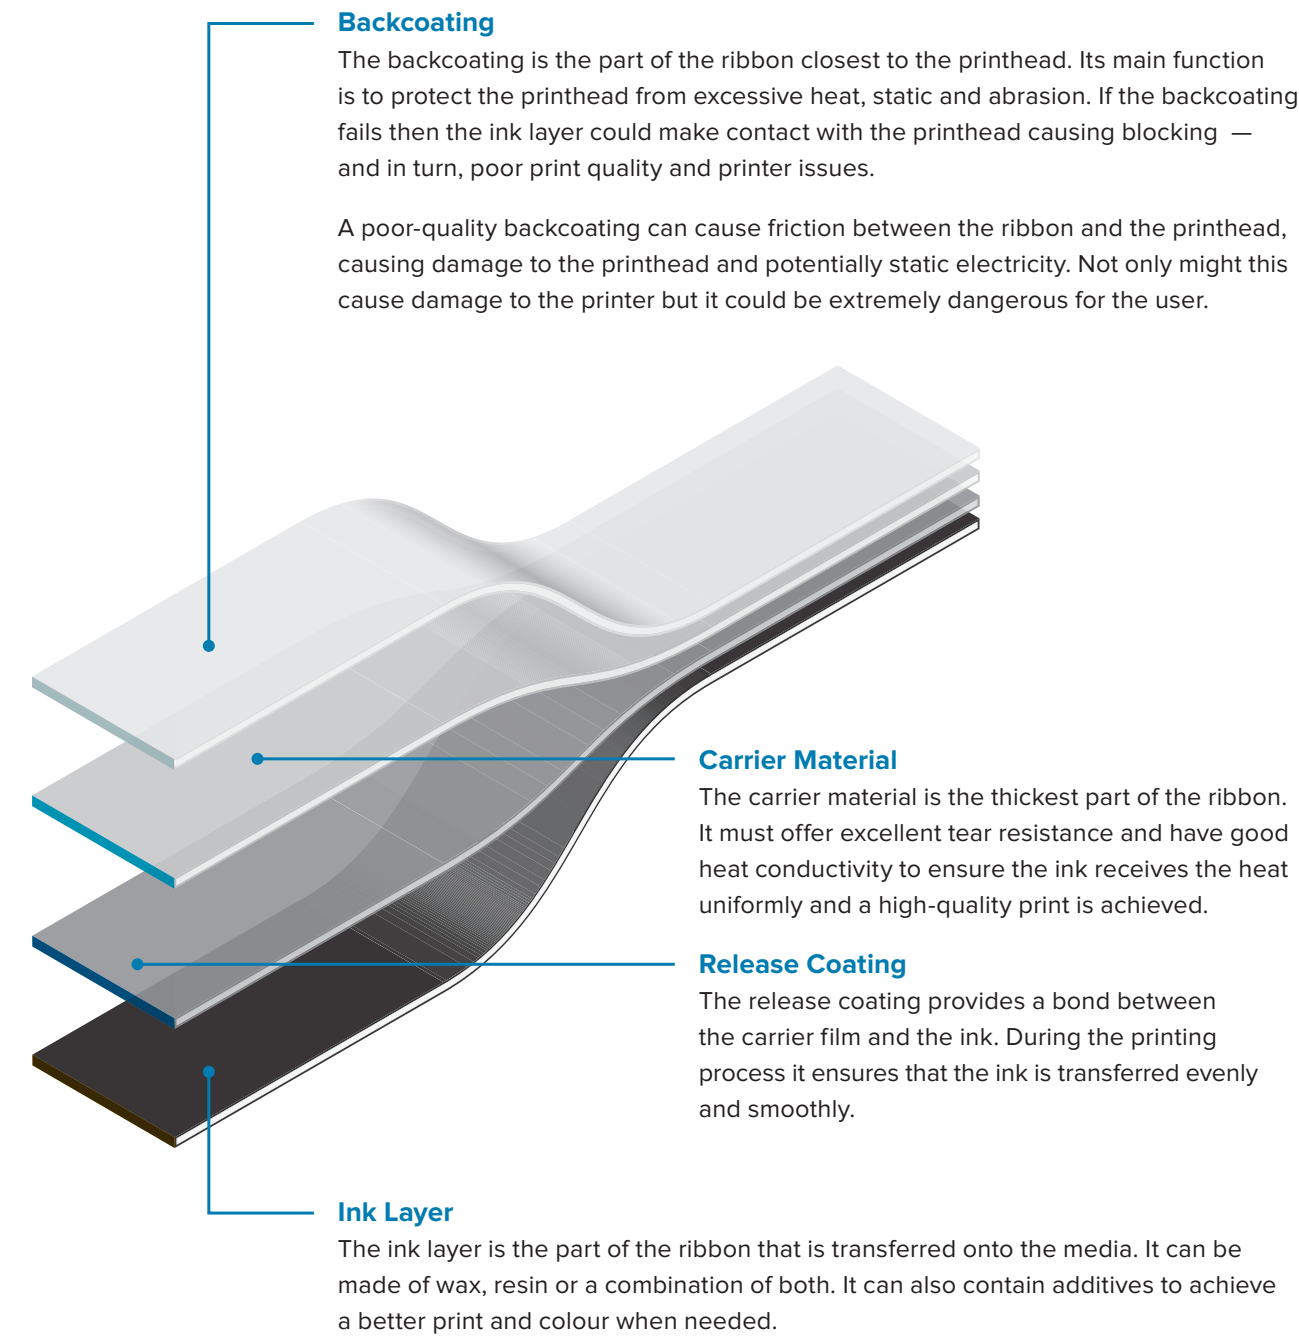 Backcoating
The backcoating is the part of the ribbon closest to the printhead. Its main function
is to protect the printhead from excessive heat, static and abrasion. If the backcoating
fails then the ink layer could make contact with the printhead causing blocking —
and in turn, poor print quality and printer issues.
A poor-quality backcoating can cause friction between the ribbon and the printhead,
causing damage to the printhead and potentially static electricity. Not only might this
cause damage to the printer but it could be extremely dangerous for the user.
Carrier Material
The carrier material is the thickest part of the ribbon.
It must offer excellent tear resistance and have good
heat conductivity to ensure the ink receives the heat
uniformly and a high-quality print is achieved.
Release Coating
The release coating provides a bond between
the carrier film and the ink. During the printing
process it ensures that the ink is transferred evenly
and smoothly.
Ink Layer
The ink layer is the part of the ribbon that is transferred onto the media. It can be
made of wax, resin or a combination of both. It can also contain additives to achieve
a better print and colour when needed.